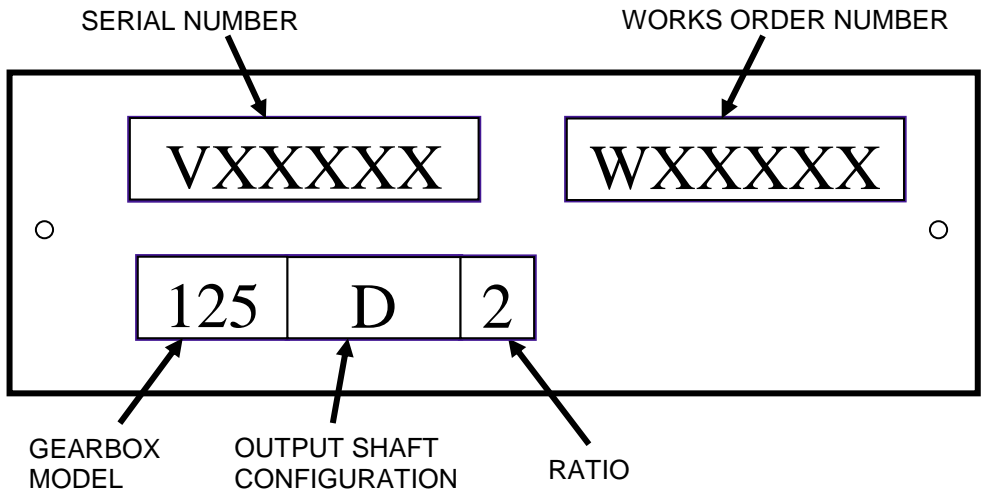 SERIAL NUMBER
WORKS ORDER NUMBER
VXXXXX
WXXXXX
125 D 2
GEARBOX
MODEL
OUTPUT SHAFT
CONFIGURATION
RATIO